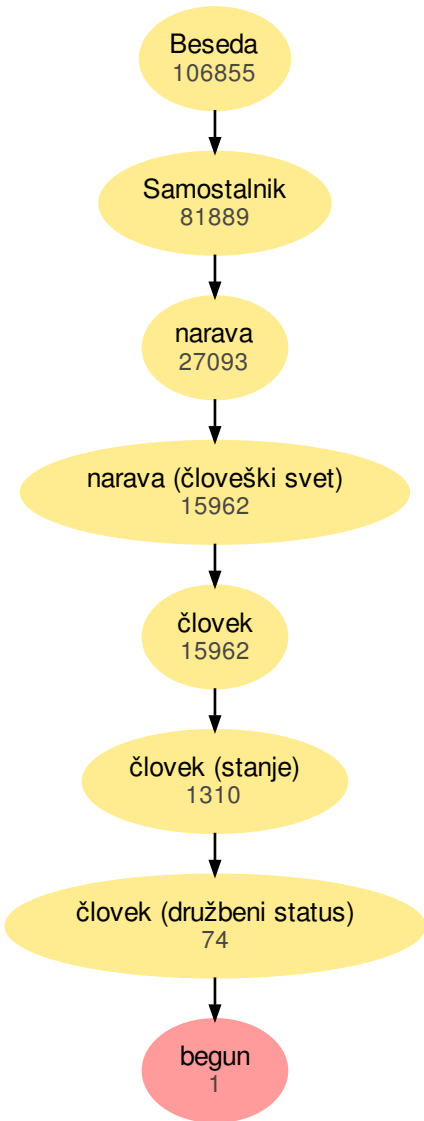 Beseda
106855
Samostalnik
81889
narava
27093
narava (človeški svet)
15962
človek
15962
človek (stanje)
1310
človek (družbeni status)
74
begun
1